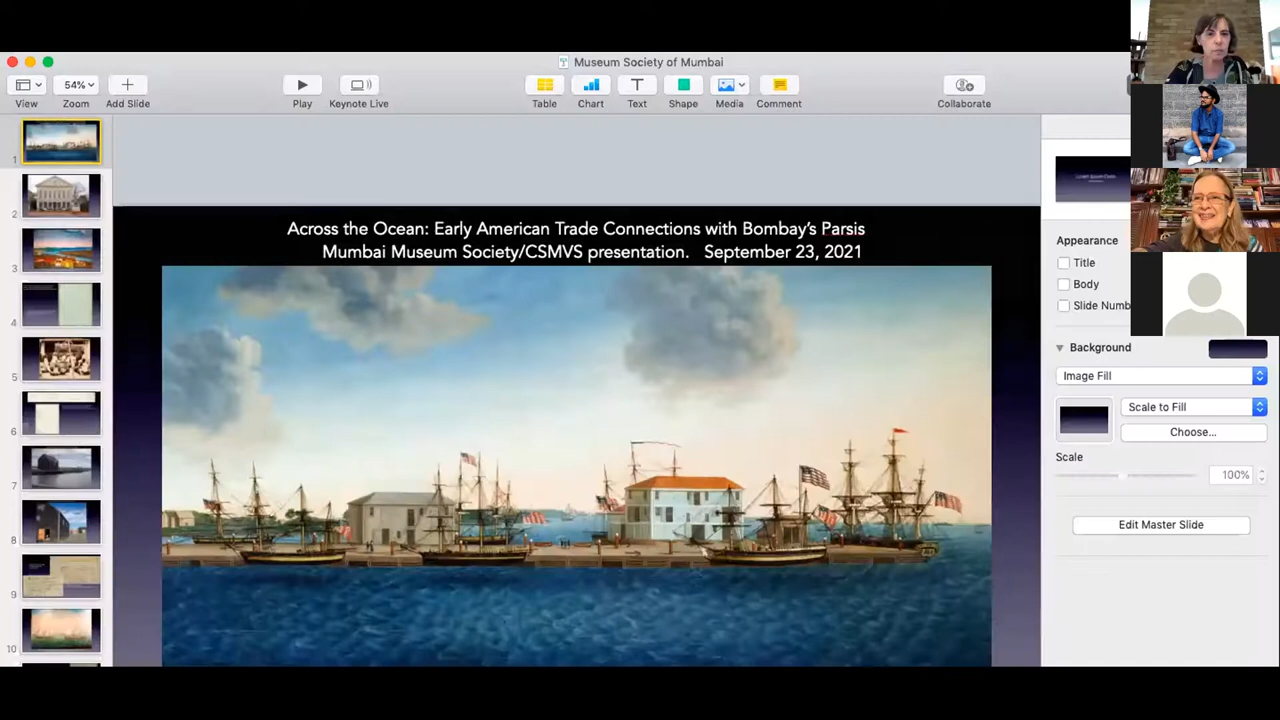 Museum Society of Mumbai
54%
View
Zoom
Add Slide
Play
Keynote Live
Table
Chart
Text
Shape
Media
Comment
Collaborate
1
2
3
4
5
6
7
8
9
10
Across the Ocean: Early American Trade Connections with Bombay's Parsis
Mumbai Museum Society/CSMVS presentation. September 23, 2021
Appearance
Title
Body
Slide Numb
Background
Image Fill
Scale to Fill
Choose...
Scale
100%
Edit Master Slide